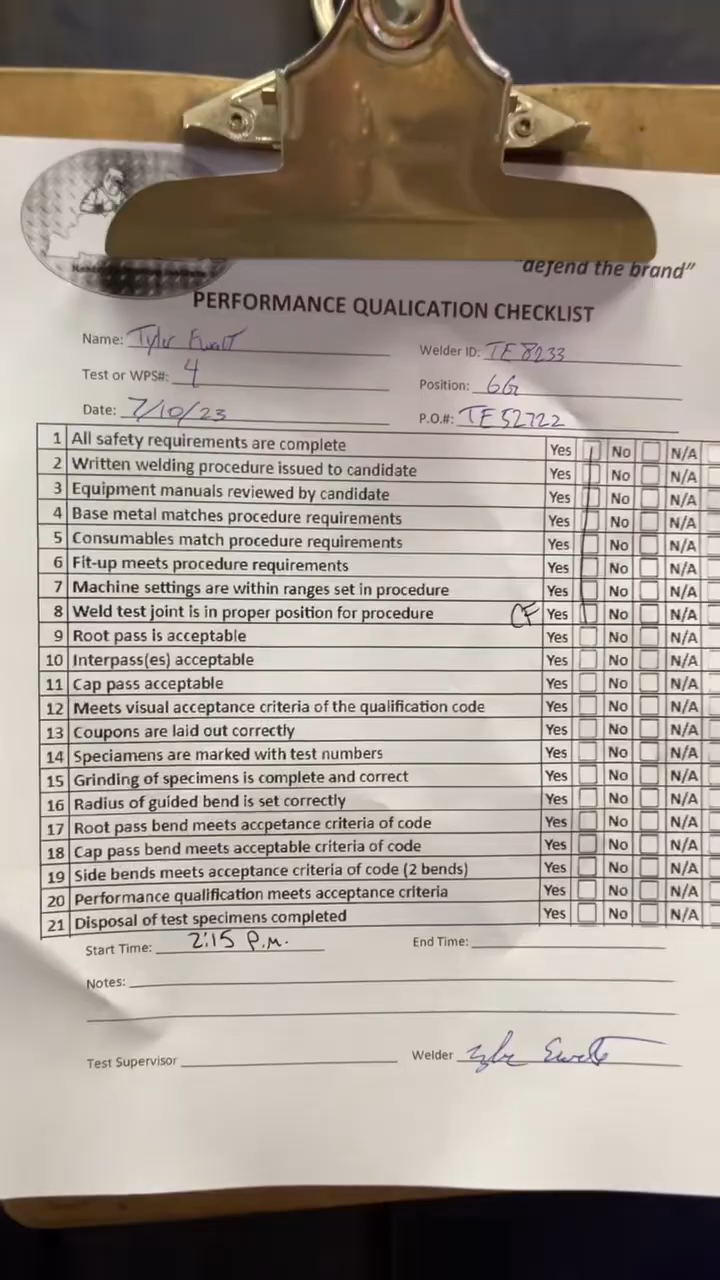 "defend the brand"
PERFORMANCE QUALICATION CHECKLIST
Name: Tyler Ewalt
Welder ID: TE8233
Test or WPS#: 4
Position: 6G
Date: 7/10/23
P.O.#: TE52722
1 All safety requirements are complete Yes No N/A
2 Written welding procedure issued to candidate Yes No N/A
3 Equipment manuals reviewed by candidate Yes No N/A
4 Base metal matches procedure requirements Yes No N/A
5 Consumables match procedure requirements Yes No N/A
6 Fit-up meets procedure requirements Yes No N/A
7 Machine settings are within ranges set in procedure Yes No N/A
8 Weld test joint is in proper position for procedure CF Yes No N/A
9 Root pass is acceptable Yes No N/A
10 Interpass(es) acceptable Yes No N/A
11 Cap pass acceptable Yes No N/A
12 Meets visual acceptance criteria of the qualification code Yes No N/A
13 Coupons are laid out correctly Yes No N/A
14 Speciamens are marked with test numbers Yes No N/A
15 Grinding of specimens is complete and correct Yes No N/A
16 Radius of guided bend is set correctly Yes No N/A
17 Root pass bend meets accpetance criteria of code Yes No N/A
18 Cap pass bend meets acceptable criteria of code Yes No N/A
19 Side bends meets acceptance criteria of code (2 bends) Yes No N/A
20 Performance qualification meets acceptance criteria Yes No N/A
21 Disposal of test specimens completed Yes No N/A
Start Time: 2:15 P.M.
End Time:
Notes:
Test Supervisor
Welder Tyler Ewalt